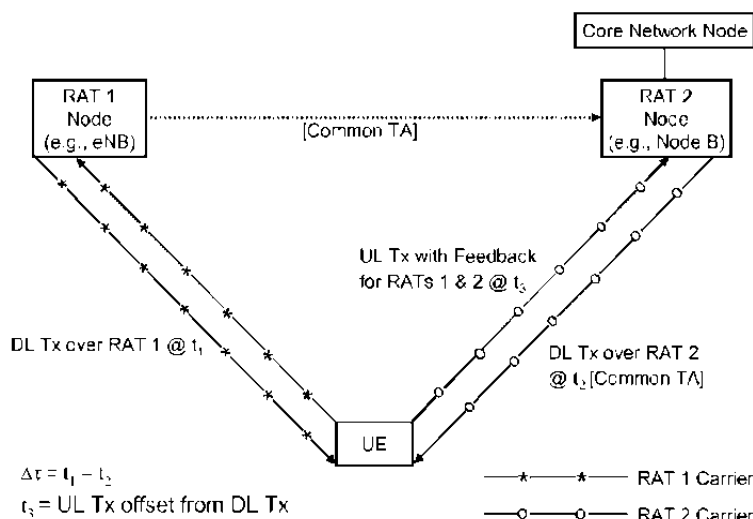 Core Network Node
RAT 1
Node
(e.g., eNB)
RAT 2
Node
(e.g., Node B)
[Common TA]
UL Tx with Feedback
for RATs 1 & 2 @ t3
DL Tx over RAT 1 @ t1
DL Tx over RAT 2
@ t2 [Common TA]
UE
Δτ = t1 – t2
t3 = UL Tx offset from DL Tx
RAT 1 Carrier
RAT 2 Carrier